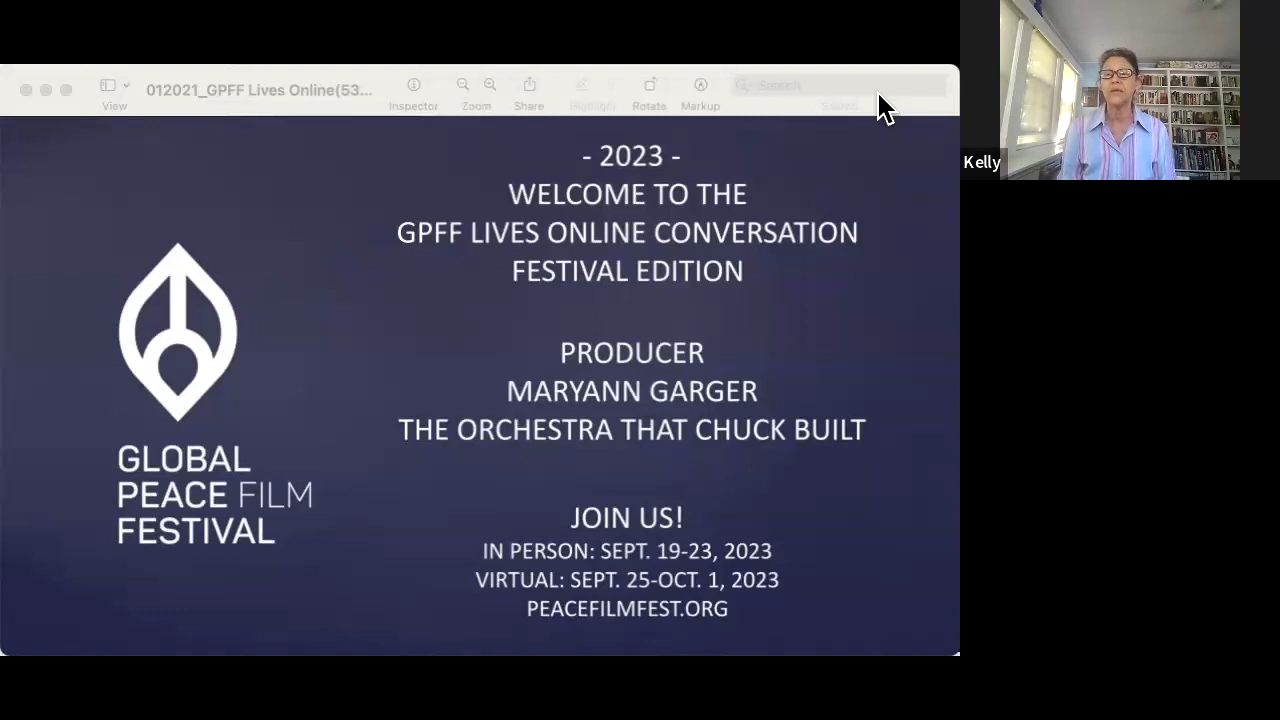 012021_GPFF Lives Online(53...
View
Inspector
Zoom
Share
Highlight
Rotate
Markup
Search
Kelly
- 2023 -
WELCOME TO THE
GPFF LIVES ONLINE CONVERSATION
FESTIVAL EDITION
PRODUCER
MARYANN GARGER
THE ORCHESTRA THAT CHUCK BUILT
JOIN US!
IN PERSON: SEPT. 19-23, 2023
VIRTUAL: SEPT. 25-OCT. 1, 2023
PEACEFILMFEST.ORG
GLOBAL
PEACE FILM
FESTIVAL